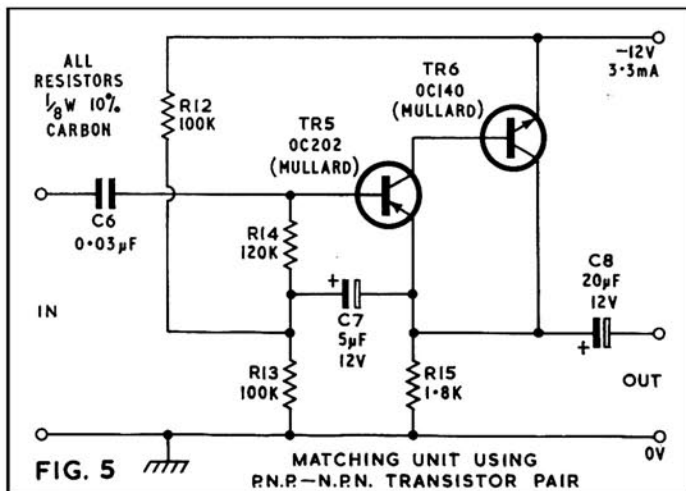 ALL
RESISTORS
1/8 W 10%
CARBON
R12
100K
TR5
OC202
(MULLARD)
TR6
OC140
(MULLARD)
−12V
3·3mA
C6
0·03µF
R14
120K
+
C7
5µF
12V
C8
20µF
12V
+
IN
R13
100K
R15
1·8K
OUT
0V
FIG. 5
MATCHING UNIT USING
P.N.P.–N.P.N. TRANSISTOR PAIR